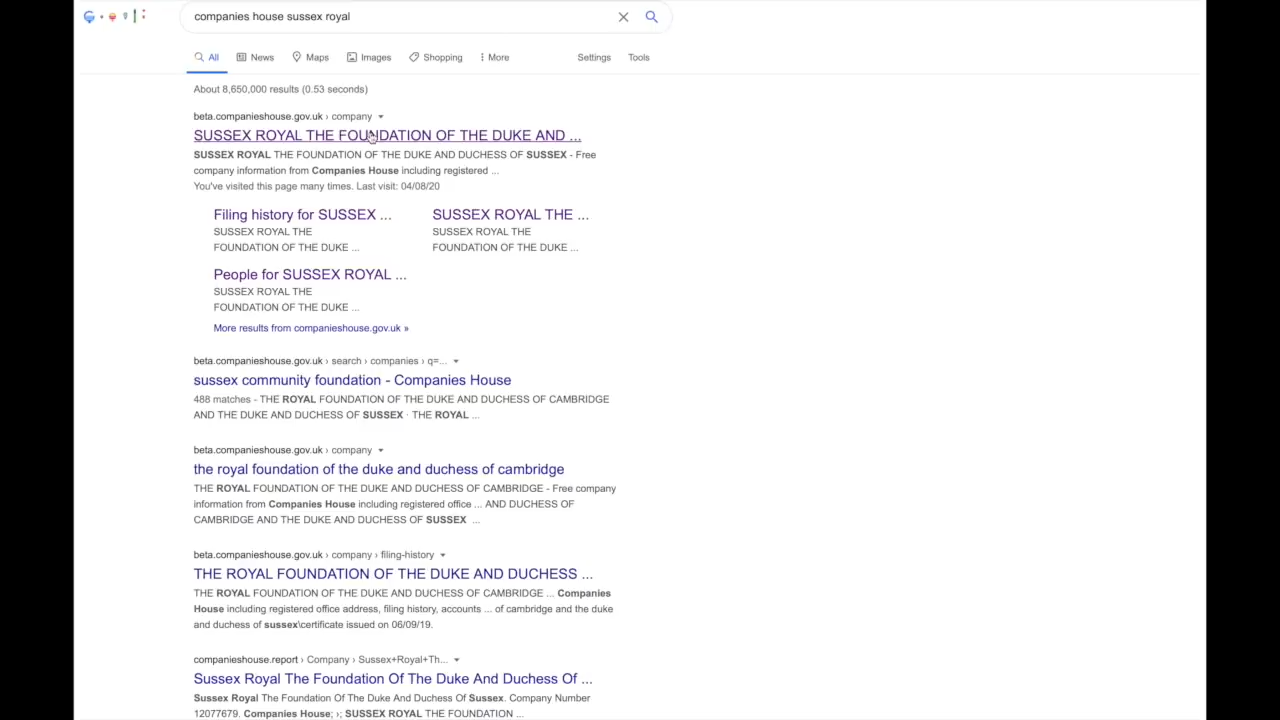 companies house sussex royal
All News Maps Images Shopping More Settings Tools
About 8,650,000 results (0.53 seconds)
beta.companieshouse.gov.uk › company
SUSSEX ROYAL THE FOUNDATION OF THE DUKE AND ...
SUSSEX ROYAL THE FOUNDATION OF THE DUKE AND DUCHESS OF SUSSEX - Free
company information from Companies House including registered ...
You've visited this page many times. Last visit: 04/08/20
Filing history for SUSSEX ...
SUSSEX ROYAL THE
FOUNDATION OF THE DUKE ...
SUSSEX ROYAL THE ...
SUSSEX ROYAL THE
FOUNDATION OF THE DUKE ...
People for SUSSEX ROYAL ...
SUSSEX ROYAL THE
FOUNDATION OF THE DUKE ...
More results from companieshouse.gov.uk »
beta.companieshouse.gov.uk › search › companies › q=...
sussex community foundation - Companies House
488 matches - THE ROYAL FOUNDATION OF THE DUKE AND DUCHESS OF CAMBRIDGE
AND THE DUKE AND DUCHESS OF SUSSEX · THE ROYAL ...
beta.companieshouse.gov.uk › company
the royal foundation of the duke and duchess of cambridge
THE ROYAL FOUNDATION OF THE DUKE AND DUCHESS OF CAMBRIDGE - Free company
information from Companies House including registered office ... AND DUCHESS OF
CAMBRIDGE AND THE DUKE AND DUCHESS OF SUSSEX ...
beta.companieshouse.gov.uk › company › filing-history
THE ROYAL FOUNDATION OF THE DUKE AND DUCHESS ...
THE ROYAL FOUNDATION OF THE DUKE AND DUCHESS OF CAMBRIDGE ... Companies
House including registered office address, filing history, accounts ... of cambridge and the duke
and duchess of sussex\certificate issued on 06/09/19.
companieshouse.report › Company › Sussex+Royal+Th...
Sussex Royal The Foundation Of The Duke And Duchess Of ...
Sussex Royal The Foundation Of The Duke And Duchess Of Sussex. Company Number
12077679. Companies House; ›; SUSSEX ROYAL THE FOUNDATION ...